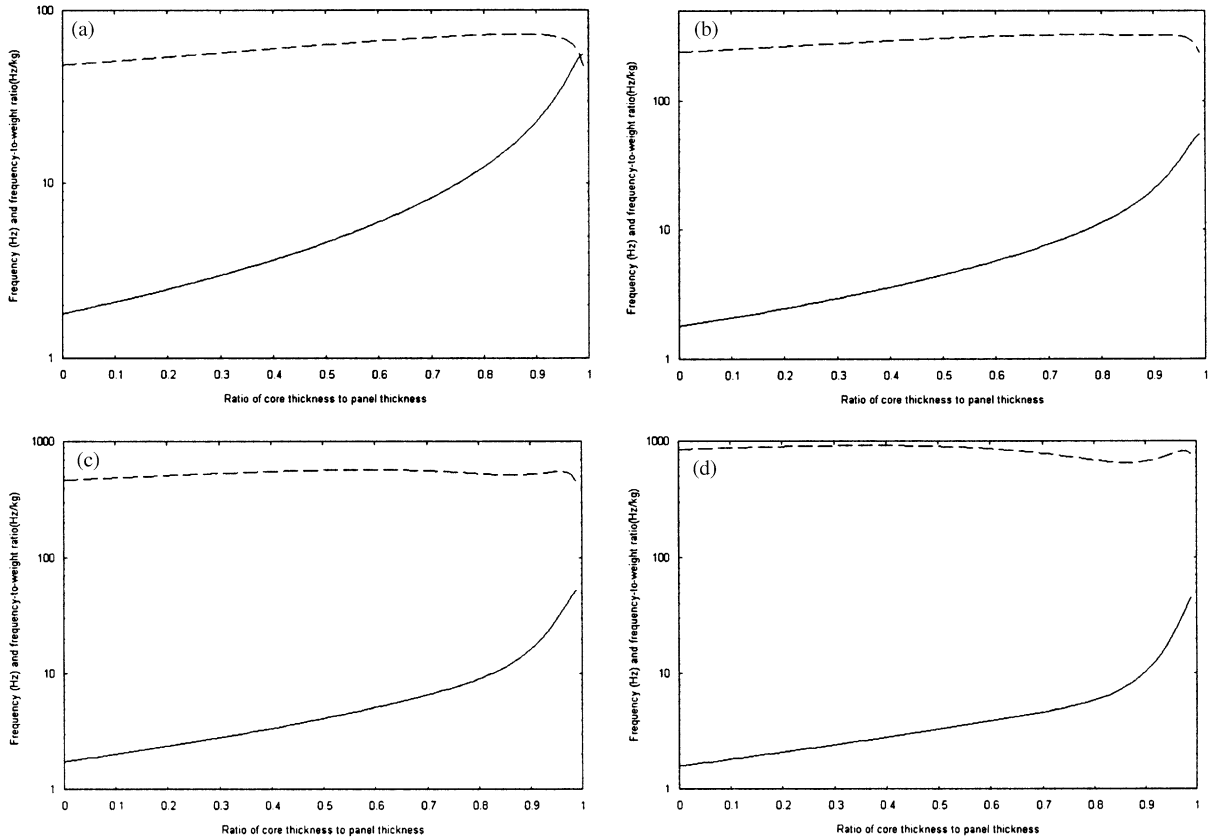 (a)
100
10
1
Frequency (Hz) and frequency-to-weight ratio(Hz/kg)
0 0.1 0.2 0.3 0.4 0.5 0.6 0.7 0.8 0.9 1
Ratio of core thickness to panel thickness
(b)
100
10
1
Frequency (Hz) and frequency-to-weight ratio(Hz/kg)
0 0.1 0.2 0.3 0.4 0.5 0.6 0.7 0.8 0.9 1
Ratio of core thickness to panel thickness
(c)
1000
100
10
1
Frequency (Hz) and frequency-to-weight ratio(Hz/kg)
0 0.1 0.2 0.3 0.4 0.5 0.6 0.7 0.8 0.9 1
Ratio of core thickness to panel thickness
(d)
1000
100
10
1
Frequency (Hz) and frequency-to-weight ratio(Hz/kg)
0 0.1 0.2 0.3 0.4 0.5 0.6 0.7 0.8 0.9 1
Ratio of core thickness to panel thickness